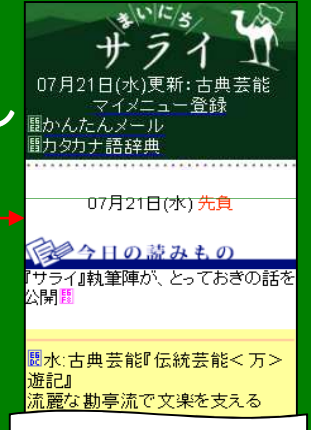 まいにち
サライ
07月21日(水)更新:古典芸能
マイメニュー登録
かんたんメール
カタカナ語辞典
07月21日(水) 先負
今日の読みもの
『サライ』執筆陣が、とっておきの話を
公開
水:古典芸能『伝統芸能<万>
遊記』
流麗な勘亭流で文楽を支える